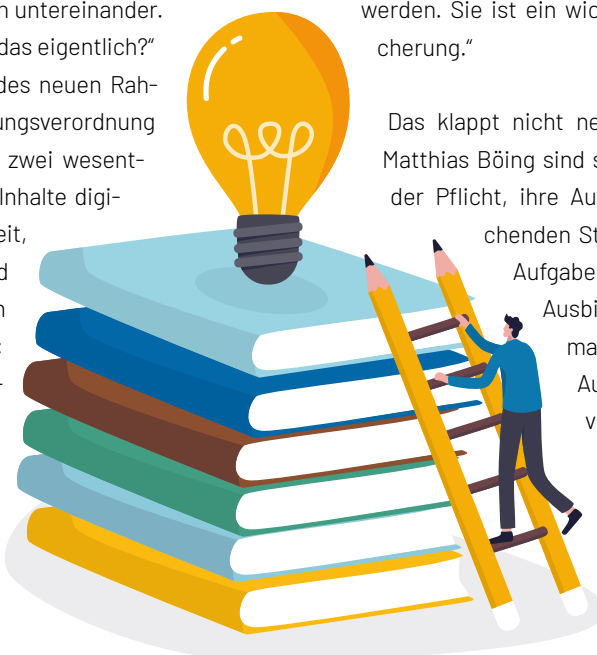 n untereinander.
das eigentlich?“
des neuen Rah-
ungsverordnung
zwei wesent-
Inhalte digi-
eit,
d
n
-
werden. Sie ist ein wic
cherung.“
Das klappt nicht ne
Matthias Böing sind s
der Pflicht, ihre Au
chenden St
Aufgabe
Ausbi
ma
Au
v